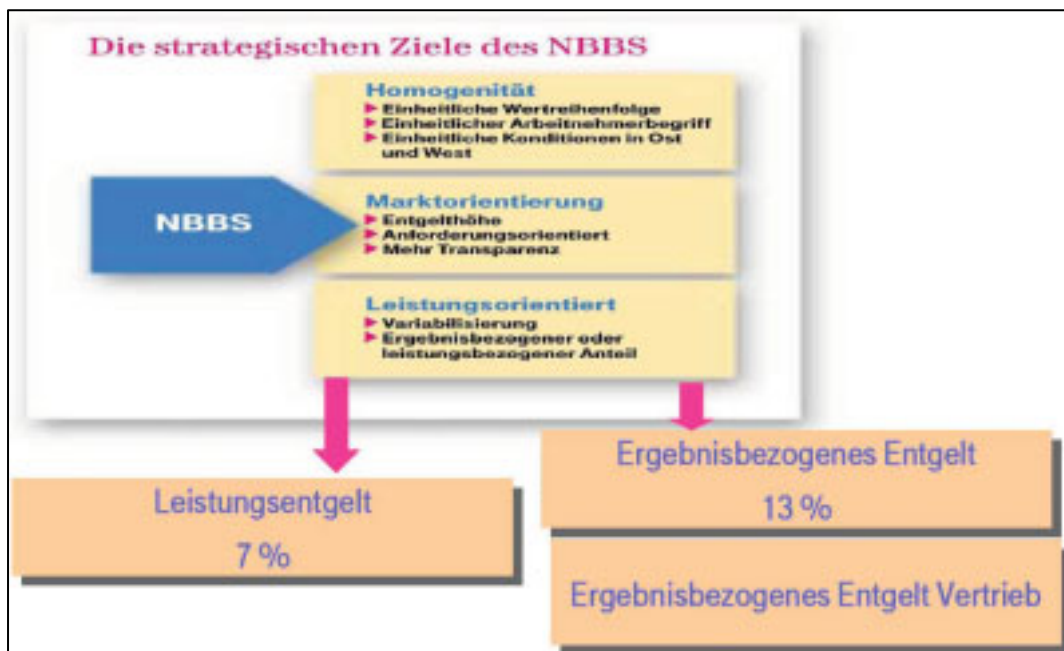 Die strategischen Ziele des NBBS
Homogenität
▶ Einheitliche Wertreihenfolge
▶ Einheitlicher Arbeitnehmerbegriff
▶ Einheitliche Konditionen in Ost
und West
NBBS
Marktorientierung
▶ Entgelthöhe
▶ Anforderungsorientiert
▶ Mehr Transparenz
Leistungsorientiert
▶ Variabilisierung
▶ Ergebnisbezogener oder
leistungsbezogener Anteil
Leistungsentgelt
7 %
Ergebnisbezogenes Entgelt
13 %
Ergebnisbezogenes Entgelt Vertrieb